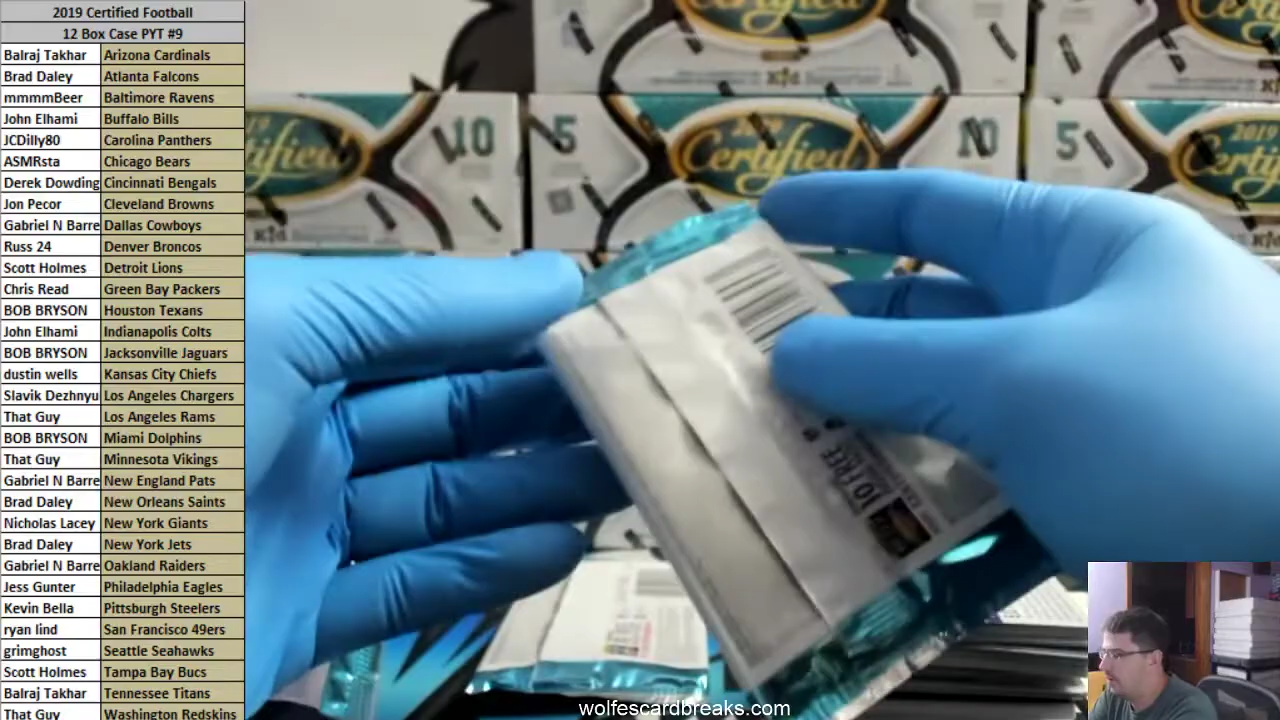 2019 Certified Football
12 Box Case PYT #9
Balraj Takhar Arizona Cardinals
Brad Daley Atlanta Falcons
mmmmBeer Baltimore Ravens
John Elhami Buffalo Bills
JCDilly80 Carolina Panthers
ASMRsta Chicago Bears
Derek Dowding Cincinnati Bengals
Jon Pecor Cleveland Browns
Gabriel N Barre Dallas Cowboys
Russ 24 Denver Broncos
Scott Holmes Detroit Lions
Chris Read Green Bay Packers
BOB BRYSON Houston Texans
John Elhami Indianapolis Colts
BOB BRYSON Jacksonville Jaguars
dustin wells Kansas City Chiefs
Slavik Dezhnyu Los Angeles Chargers
That Guy Los Angeles Rams
BOB BRYSON Miami Dolphins
That Guy Minnesota Vikings
Gabriel N Barre New England Pats
Brad Daley New Orleans Saints
Nicholas Lacey New York Giants
Brad Daley New York Jets
Gabriel N Barre Oakland Raiders
Jess Gunter Philadelphia Eagles
Kevin Bella Pittsburgh Steelers
ryan lind San Francisco 49ers
grimghost Seattle Seahawks
Scott Holmes Tampa Bay Bucs
Balraj Takhar Tennessee Titans
That Guy Washington Redskins
Certified
10
5
2019
Certified
10
5
2019
10 FREE
wolfescardbreaks.com